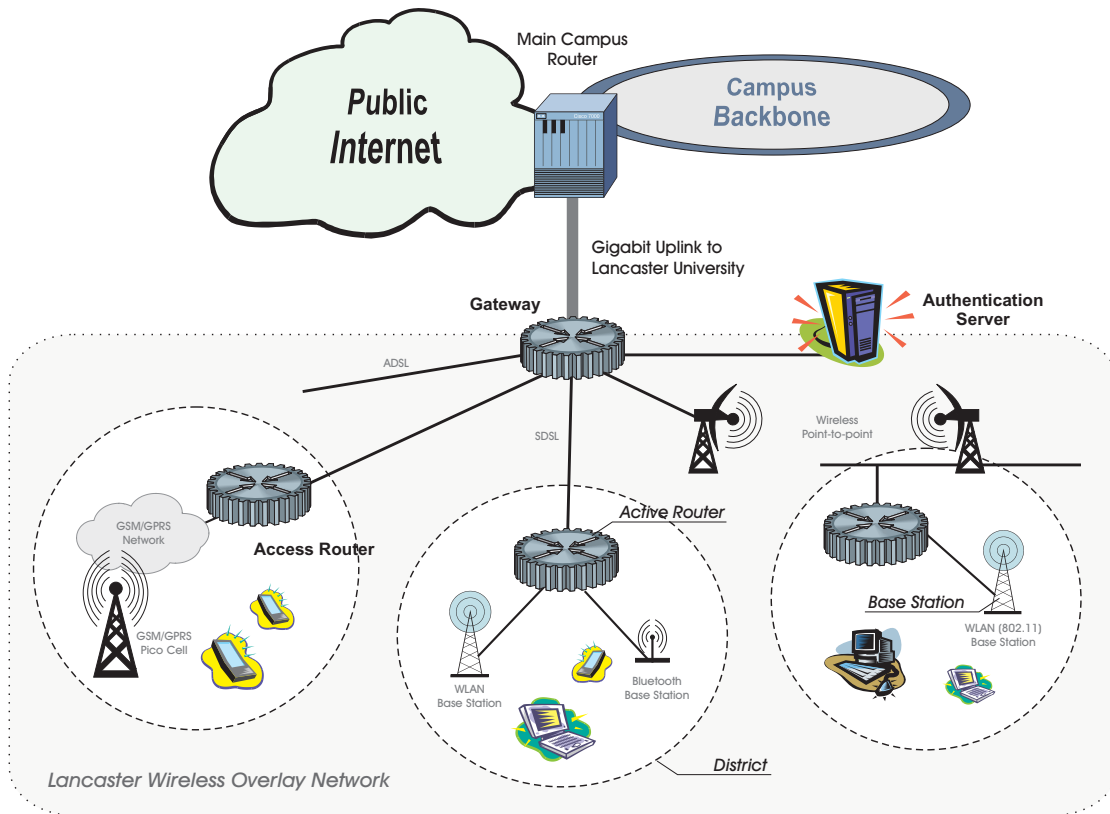 Main Campus
Router
Public
Internet
Campus
Backbone
Cisco 7000
Gigabit Uplink to
Lancaster University
Gateway
Authentication
Server
ADSL
SDSL
Wireless
Point-to-point
GSM/GPRS
Network
Access Router
Active Router
GSM/GPRS
Pico Cell
WLAN
Base Station
Bluetooth
Base Station
Base Station
WLAN (802.11)
Base Station
District
Lancaster Wireless Overlay Network